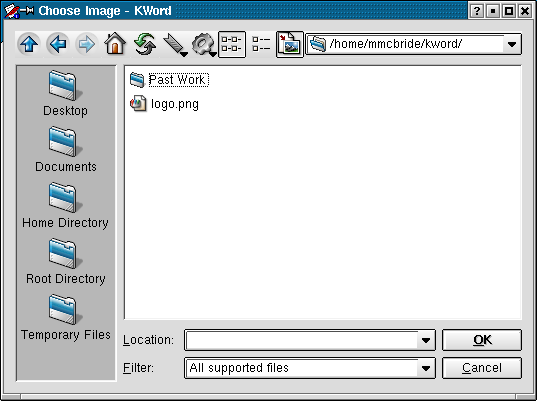 Choose Image - KWord
/home/mmcbride/kword/
Desktop
Documents
Home Directory
Root Directory
Temporary Files
Past Work
logo.png
Location:
OK
Filter:
All supported files
Cancel